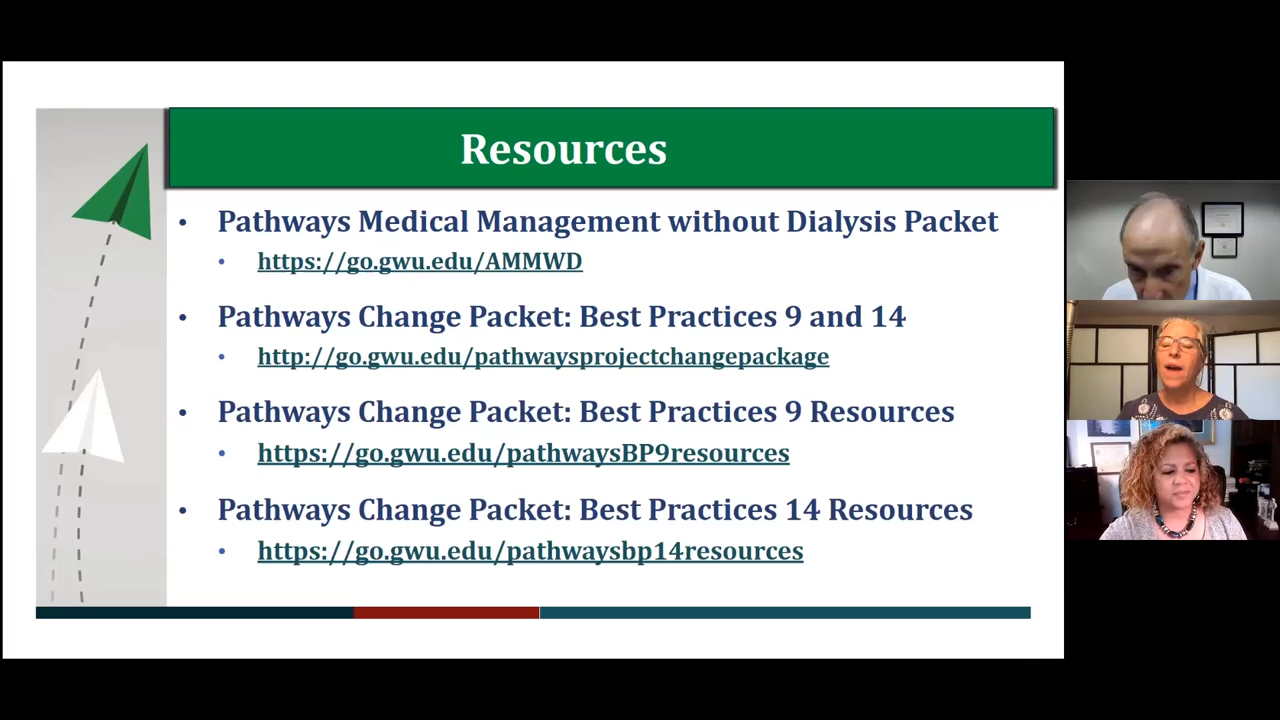 Resources
• Pathways Medical Management without Dialysis Packet
• https://go.gwu.edu/AMMWD
• Pathways Change Packet: Best Practices 9 and 14
• http://go.gwu.edu/pathwaysprojectchangepackage
• Pathways Change Packet: Best Practices 9 Resources
• https://go.gwu.edu/pathwaysBP9resources
• Pathways Change Packet: Best Practices 14 Resources
• https://go.gwu.edu/pathwaysbp14resources